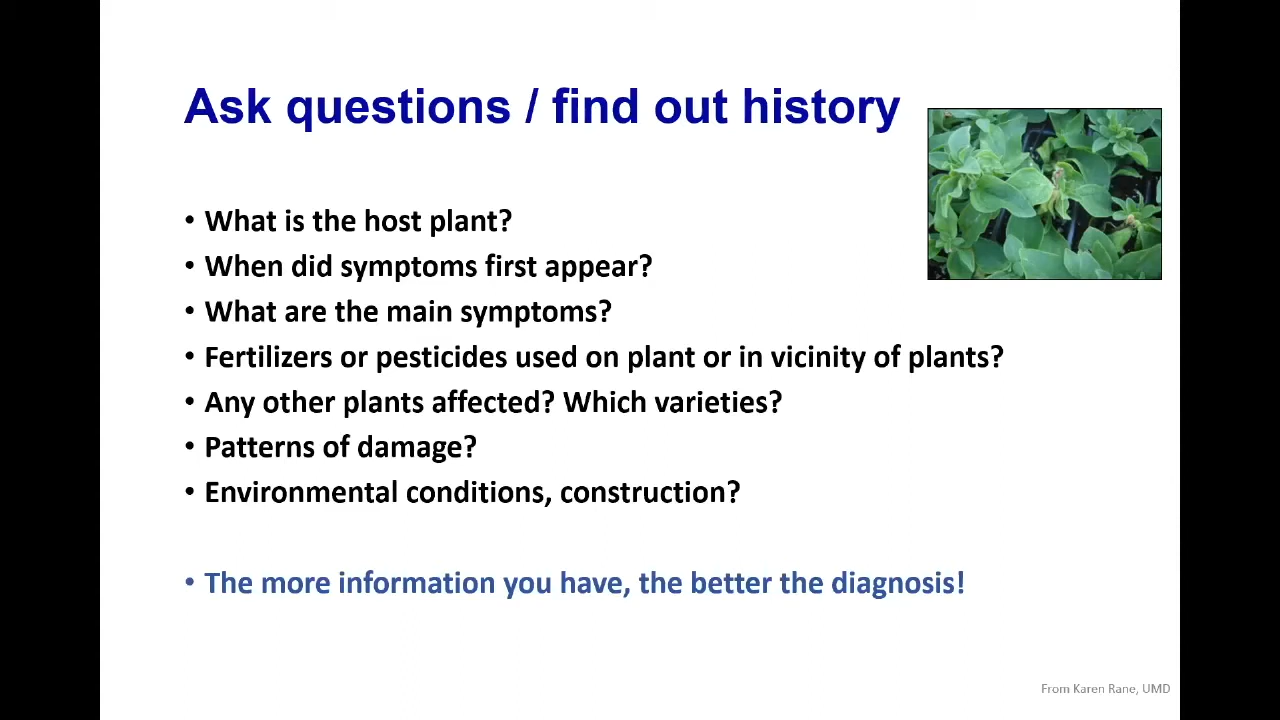 Ask questions / find out history
• What is the host plant?
• When did symptoms first appear?
• What are the main symptoms?
• Fertilizers or pesticides used on plant or in vicinity of plants?
• Any other plants affected? Which varieties?
• Patterns of damage?
• Environmental conditions, construction?
• The more information you have, the better the diagnosis!
From Karen Rane, UMD